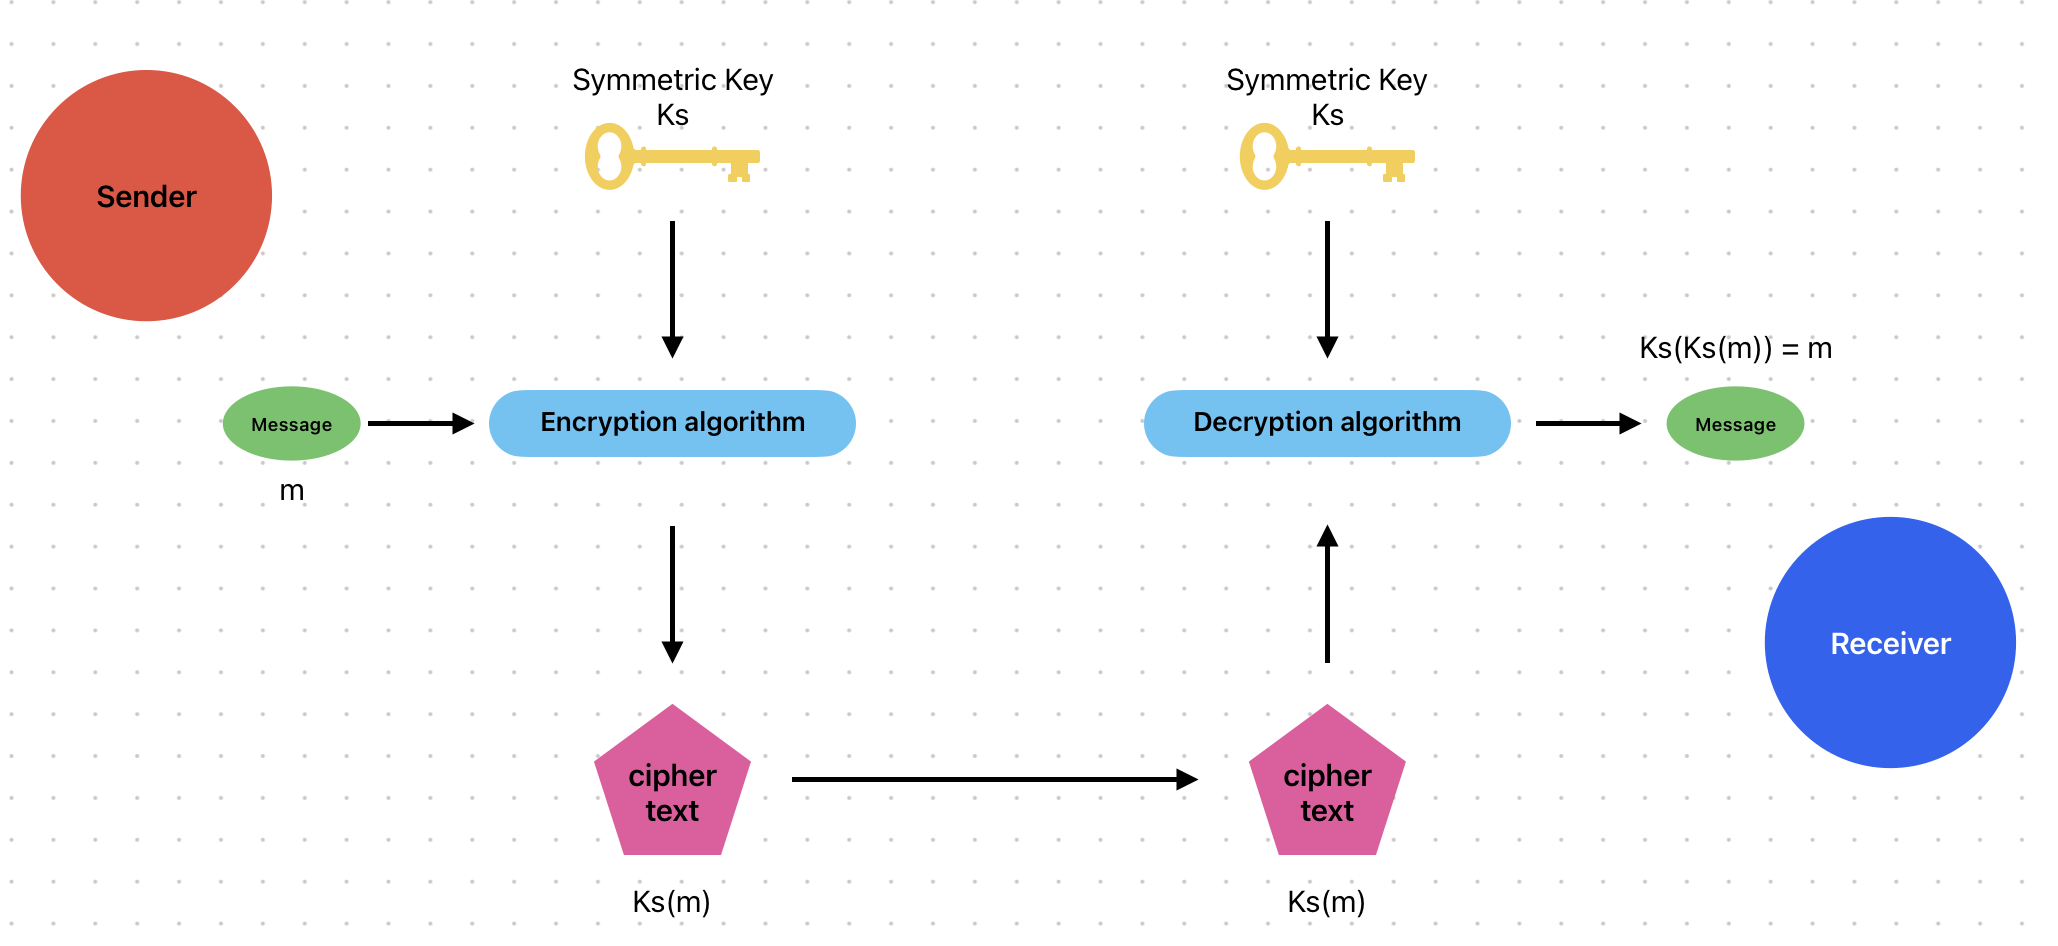 Symmetric Key
Ks
Symmetric Key
Ks
Sender
Ks(Ks(m)) = m
Message
Encryption algorithm
Decryption algorithm
Message
m
Receiver
cipher
text
cipher
text
Ks(m)
Ks(m)